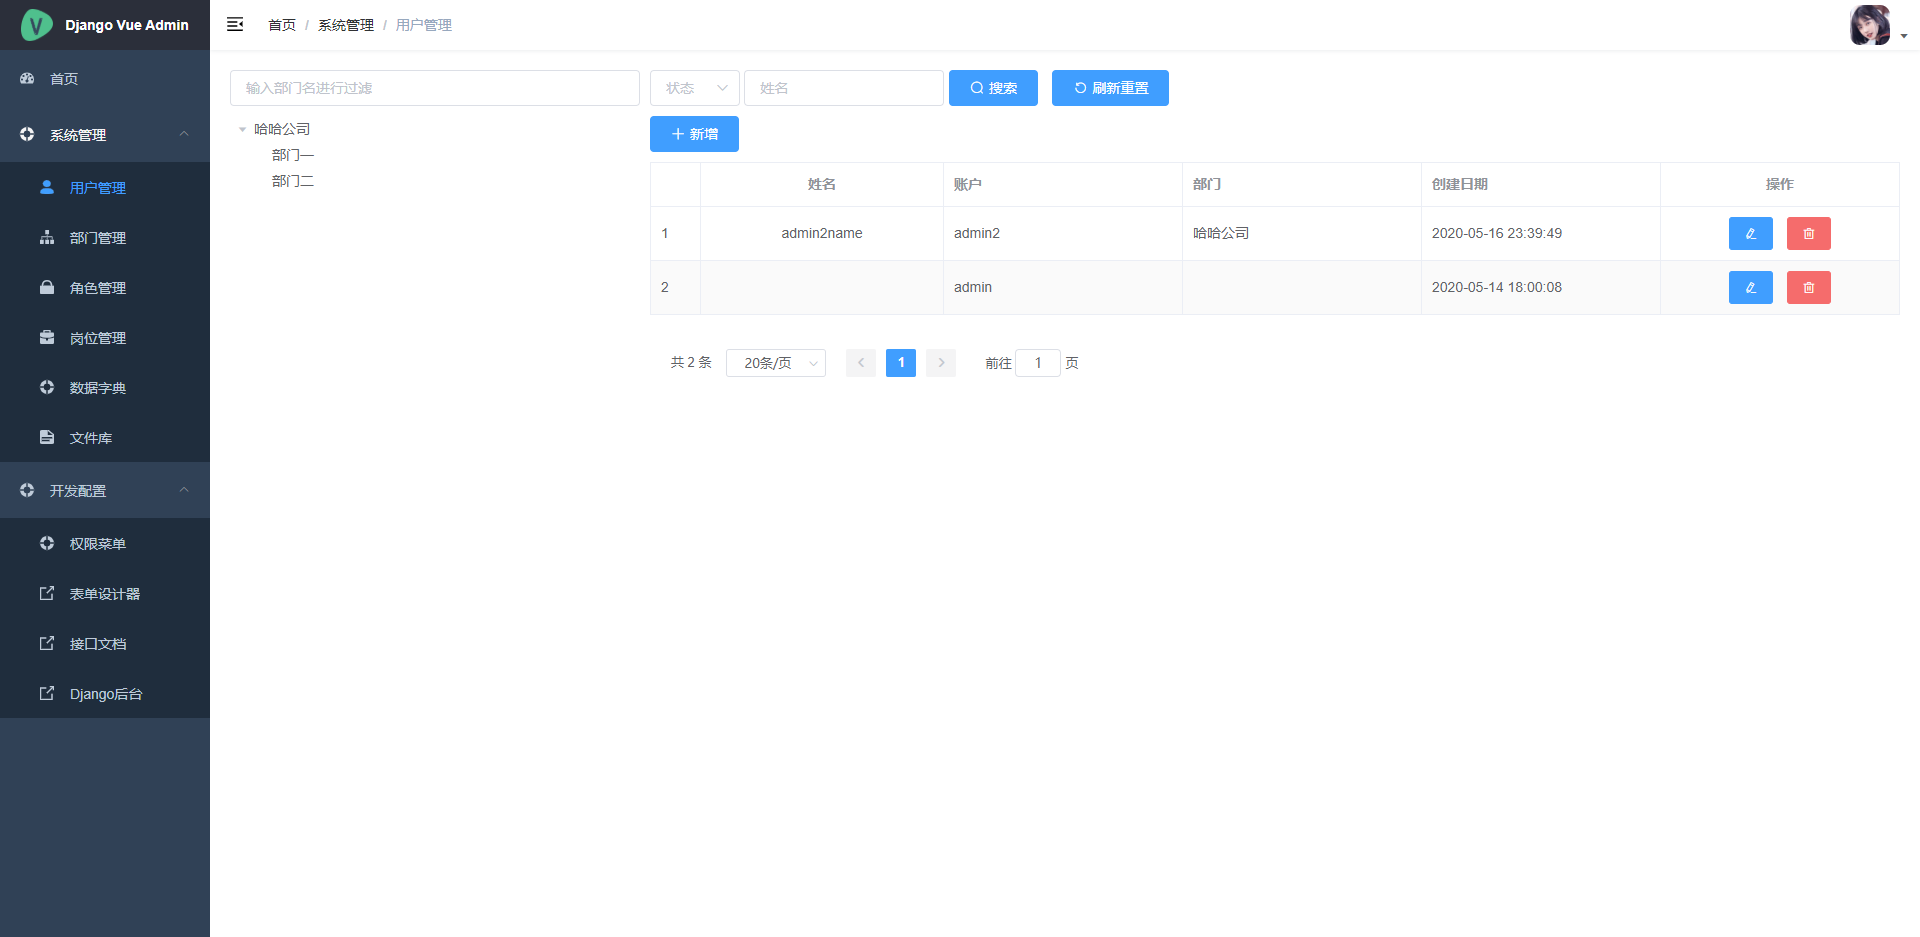 Django Vue Admin
首页 / 系统管理 / 用户管理
首页
系统管理
用户管理
部门管理
角色管理
岗位管理
数据字典
文件库
开发配置
权限菜单
表单设计器
接口文档
Django后台
输入部门名进行过滤
哈哈公司
部门一
部门二
状态 姓名 搜索 刷新重置
新增
姓名 账户 部门 创建日期 操作
1 admin2name admin2 哈哈公司 2020-05-16 23:39:49
2 admin 2020-05-14 18:00:08
共 2 条 20条/页 1 前往 1 页